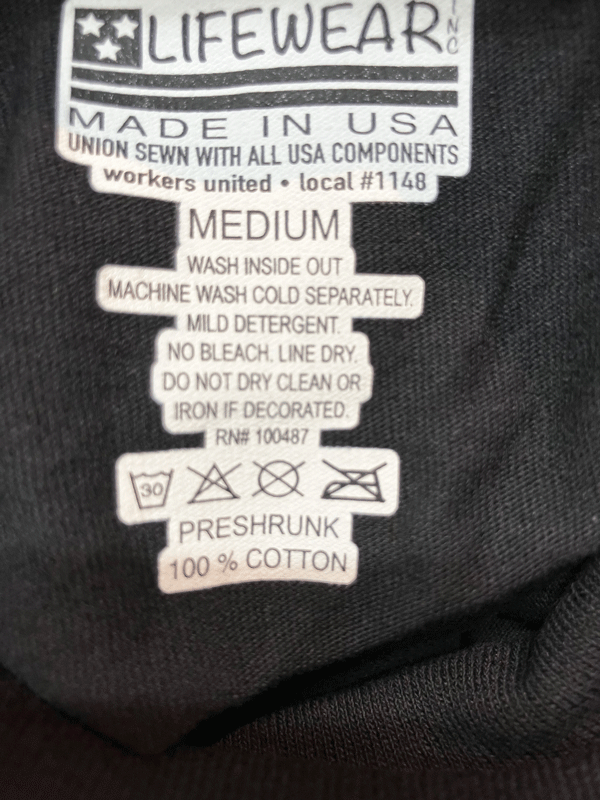 LIFEWEAR INC
MADE IN USA
UNION SEWN WITH ALL USA COMPONENTS
workers united • local #1148
MEDIUM
WASH INSIDE OUT
MACHINE WASH COLD SEPARATELY.
MILD DETERGENT.
NO BLEACH. LINE DRY.
DO NOT DRY CLEAN OR
IRON IF DECORATED.
RN# 100487
30
PRESHRUNK
100 % COTTON